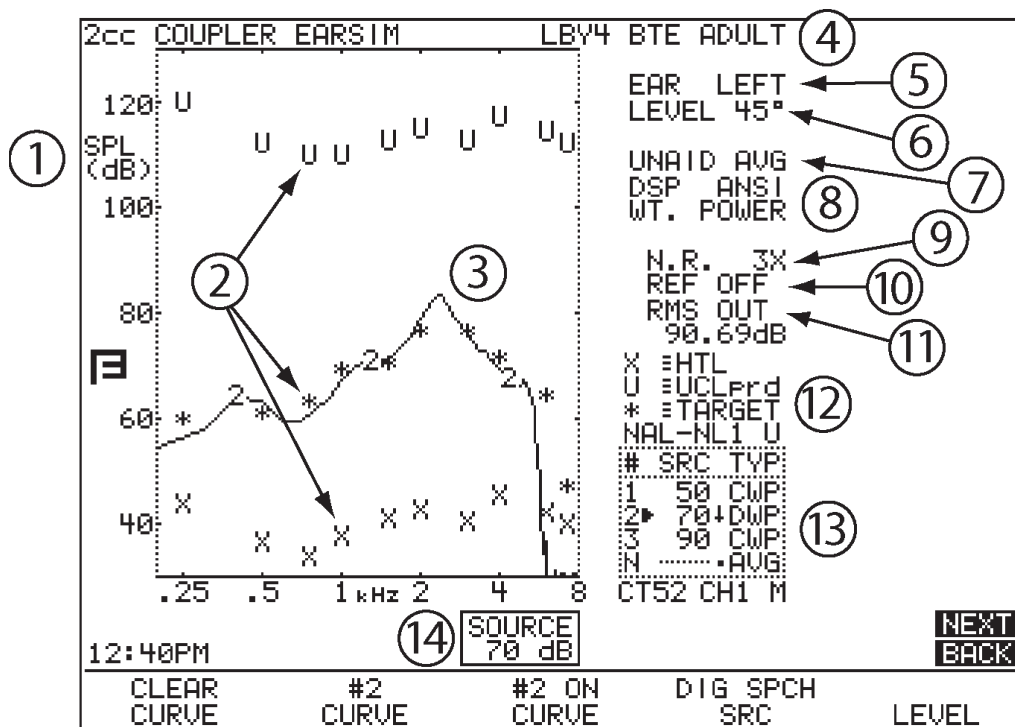 2cc COUPLER EARSIM LBY4 BTE ADULT 4
EAR LEFT 5
LEVEL 45° 6
UNAID AVG 7
DSP ANSI 8
WT. POWER
N.R. 3X 9
REF OFF 10
RMS OUT 11
90.69dB
X ≡HTL
U ≡UCLprd 12
* ≡TARGET
NAL-NL1 U
# SRC TYP
1 50 CWP
2▶ 70↓DWP 13
3 90 CWP
N ········•AVG
CT52 CH1 M
1 SPL
(dB)
120
100
80
60
40
2
3
U U U U U U U U U U
* 2 * * * 2 * * * * 2 * *
X X X X X X X X X X
.25 .5 1 kHz 2 4 8
14 SOURCE
70 dB
12:40PM
NEXT
BACK
CLEAR
CURVE
#2
CURVE
#2 ON
CURVE
DIG SPCH
SRC
LEVEL